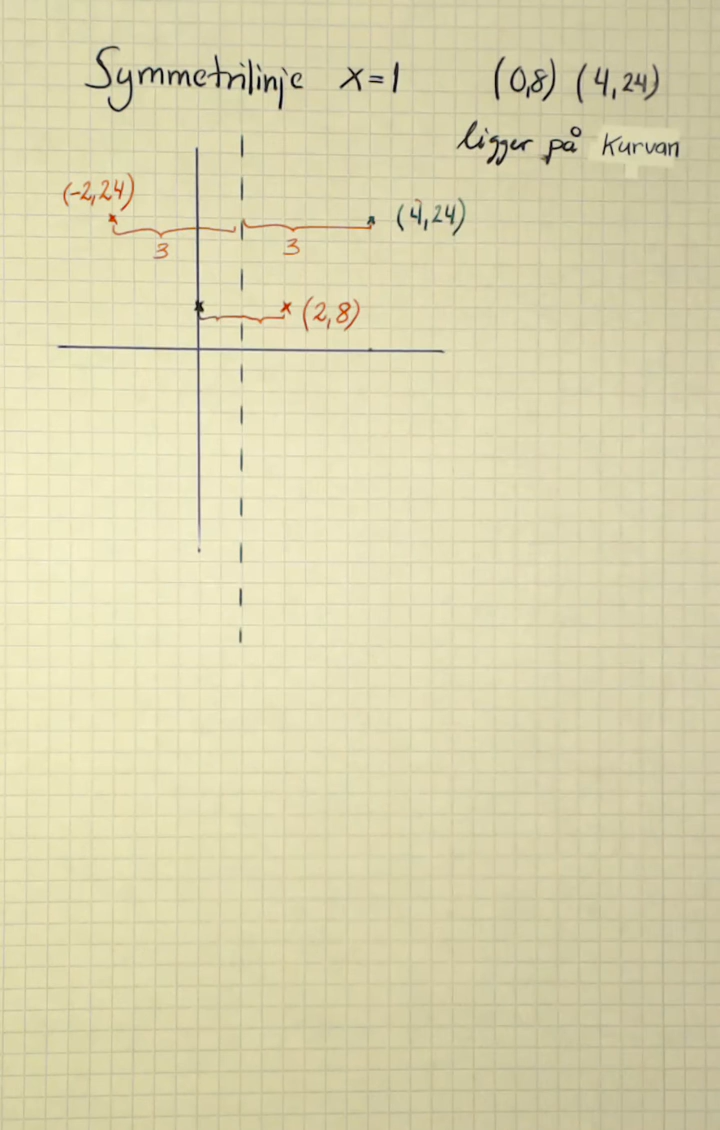 Symmetrilinje x=1 (0,8) (4,24)
ligger på kurvan
(-2,24)
(4,24)
3 3
(2,8)